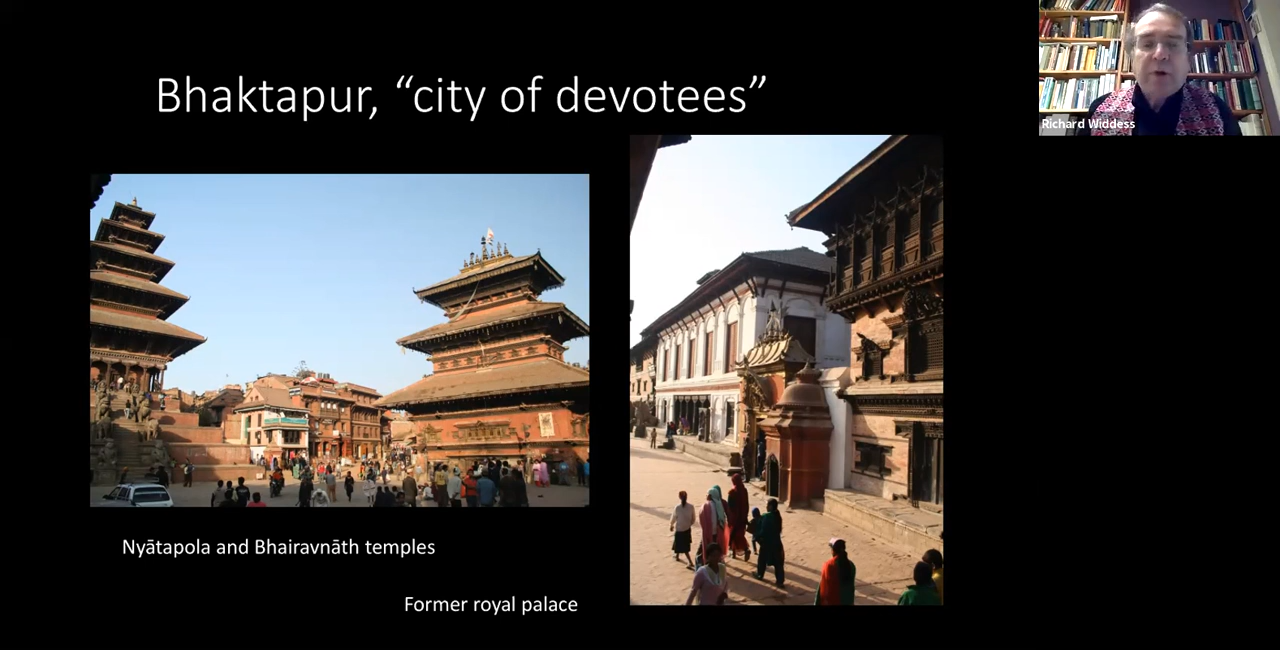 Bhaktapur, “city of devotees”
Richard Widdess
Nyātapola and Bhairavnāth temples
Former royal palace